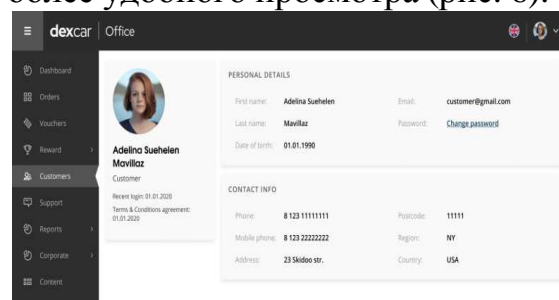 более удобного просмотра (рис. 8).
dexcar Office
Dashboard
Orders
Vouchers
Reward
Customers
Support
Reports
Corporate
Content
Adelina Suehelen
Mavillaz
Customer
Recent login: 01.01.2020
Terms & Conditions agreement:
01.01.2020
PERSONAL DETAILS
First name: Adelina Suehelen Email: customer@gmail.com
Last name: Mavillaz Password: Change password
Date of birth: 01.01.1990
CONTACT INFO
Phone: 8 123 11111111 Postcode: 11111
Mobile phone: 8 123 22222222 Region: NY
Address: 23 Skidoo str. Country: USA